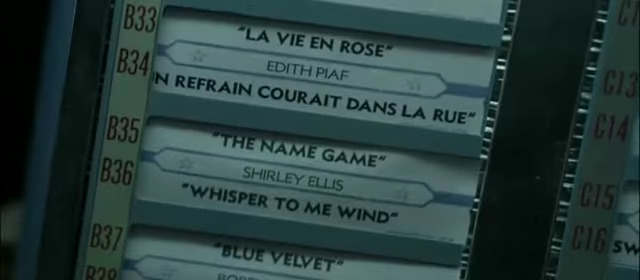 B33
"LA VIE EN ROSE"
EDITH PIAF
B34
N REFRAIN COURAIT DANS LA RUE"
B35
"THE NAME GAME"
SHIRLEY ELLIS
B36
"WHISPER TO ME WIND"
B37
"BLUE VELVET"
B38
C13
C14
C15
C16